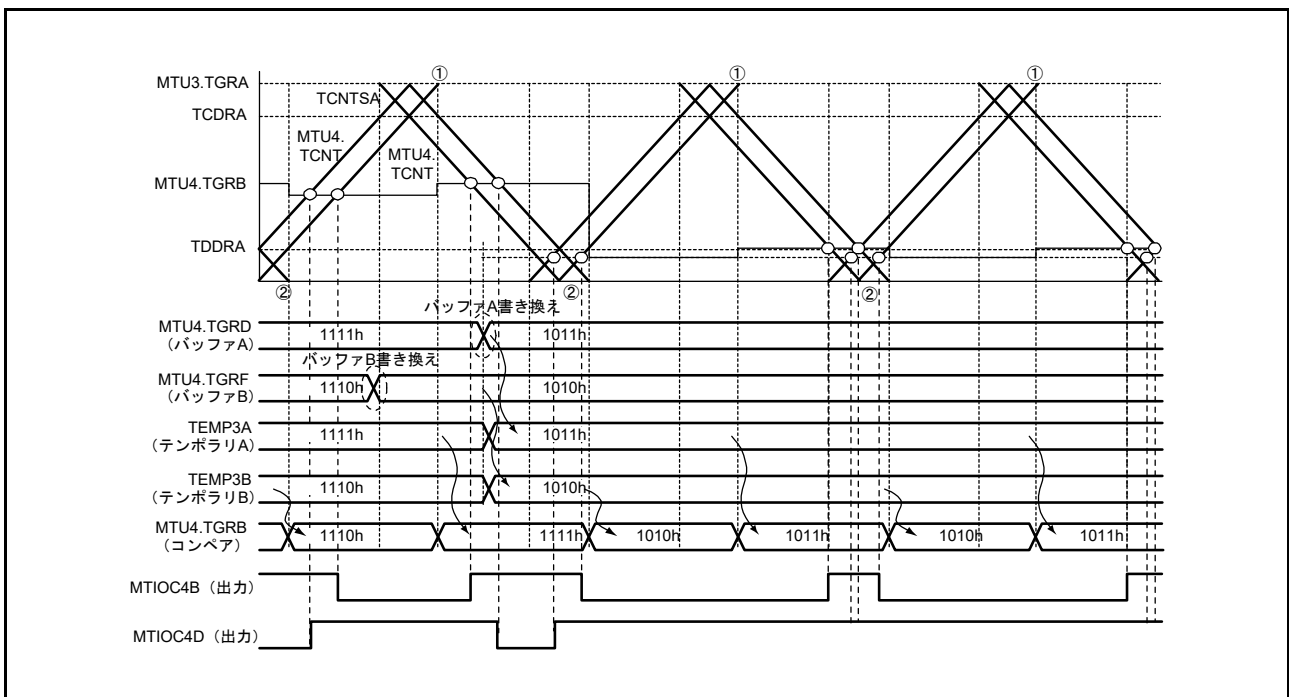 MTU3.TGRA
TCDRA
MTU4.TGRB
TDDRA
TCNTSA
MTU4.
TCNT
MTU4.
TCNT
① ① ①
② ② ②
バッファA書き換え
MTU4.TGRD
（バッファA）
1111h 1011h
バッファB書き換え
MTU4.TGRF
（バッファB）
1110h 1010h
TEMP3A
（テンポラリA）
1111h 1011h
TEMP3B
（テンポラリB）
1110h 1010h
MTU4.TGRB
（コンペア）
1110h 1111h 1010h 1011h 1010h 1011h
MTIOC4B（出力）
MTIOC4D（出力）